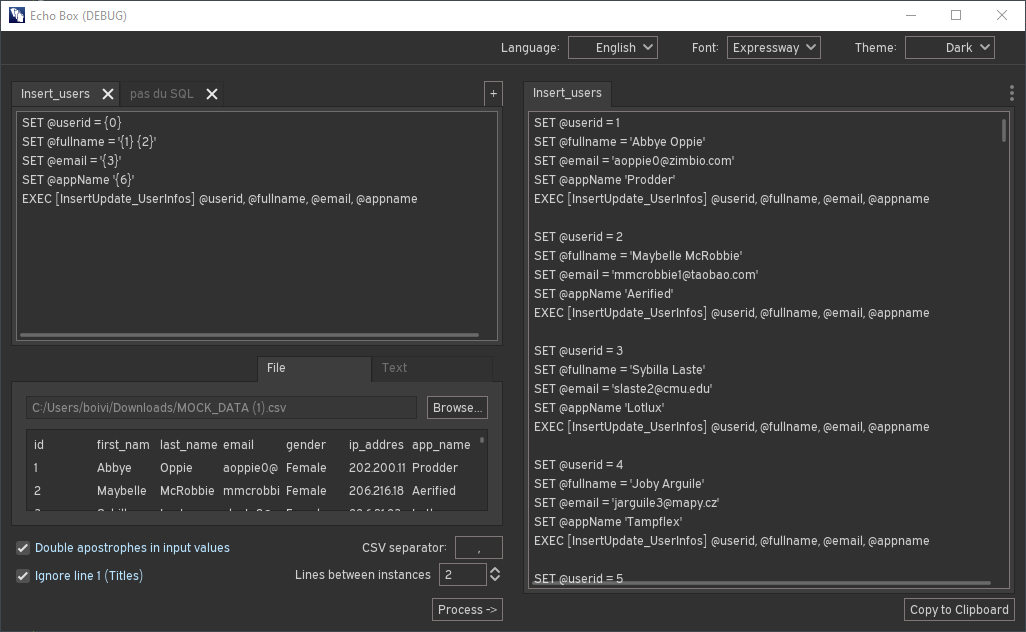 Echo Box (DEBUG)
Language: English Font: Expressway Theme: Dark
Insert_users pas du SQL +
SET @userid = {0}
SET @fullname = '{1} {2}'
SET @email = '{3}'
SET @appName '{6}'
EXEC [InsertUpdate_UserInfos] @userid, @fullname, @email, @appname
File Text
C:/Users/boivi/Downloads/MOCK_DATA (1).csv Browse...
id first_nam last_name email gender ip_addres app_name
1 Abbye Oppie aoppie0@ Female 202.200.11 Prodder
2 Maybelle McRobbie mmcrobbi Female 206.216.18 Aerified
Double apostrophes in input values CSV separator: ,
Ignore line 1 (Titles) Lines between instances 2
Process ->
Insert_users
SET @userid = 1
SET @fullname = 'Abbye Oppie'
SET @email = 'aoppie0@zimbio.com'
SET @appName 'Prodder'
EXEC [InsertUpdate_UserInfos] @userid, @fullname, @email, @appname
SET @userid = 2
SET @fullname = 'Maybelle McRobbie'
SET @email = 'mmcrobbie1@taobao.com'
SET @appName 'Aerified'
EXEC [InsertUpdate_UserInfos] @userid, @fullname, @email, @appname
SET @userid = 3
SET @fullname = 'Sybilla Laste'
SET @email = 'slaste2@cmu.edu'
SET @appName 'Lotlux'
EXEC [InsertUpdate_UserInfos] @userid, @fullname, @email, @appname
SET @userid = 4
SET @fullname = 'Joby Arguile'
SET @email = 'jarguile3@mapy.cz'
SET @appName 'Tampflex'
EXEC [InsertUpdate_UserInfos] @userid, @fullname, @email, @appname
SET @userid = 5
Copy to Clipboard